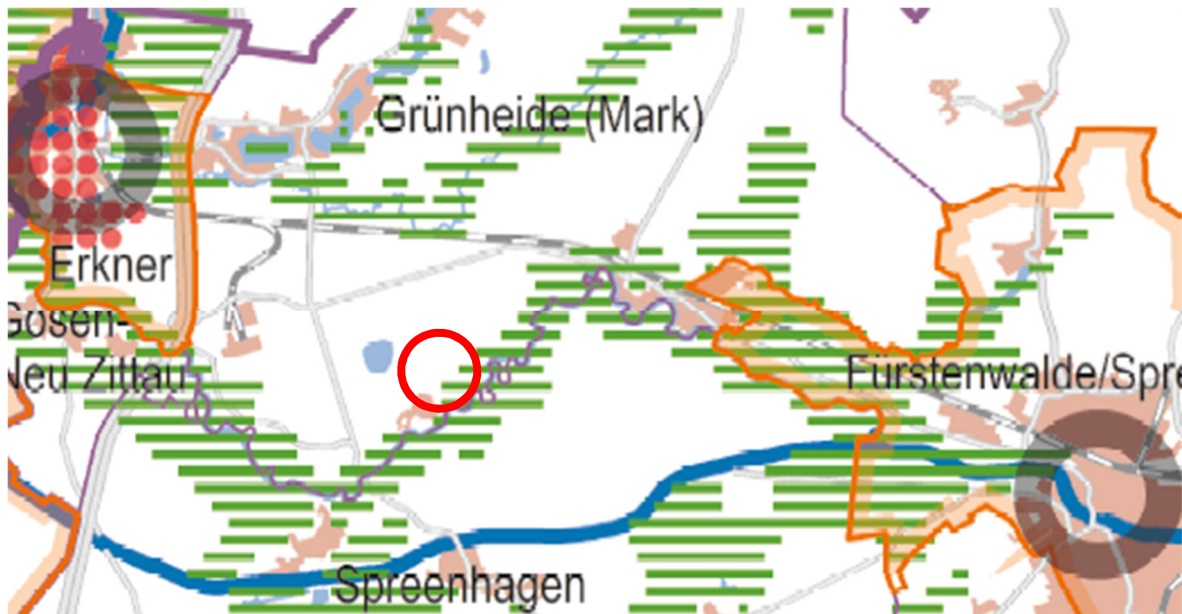 Grünheide (Mark)
Erkner
Gosen-
Neu Zittau
Fürstenwalde/Spre
Spreenhagen